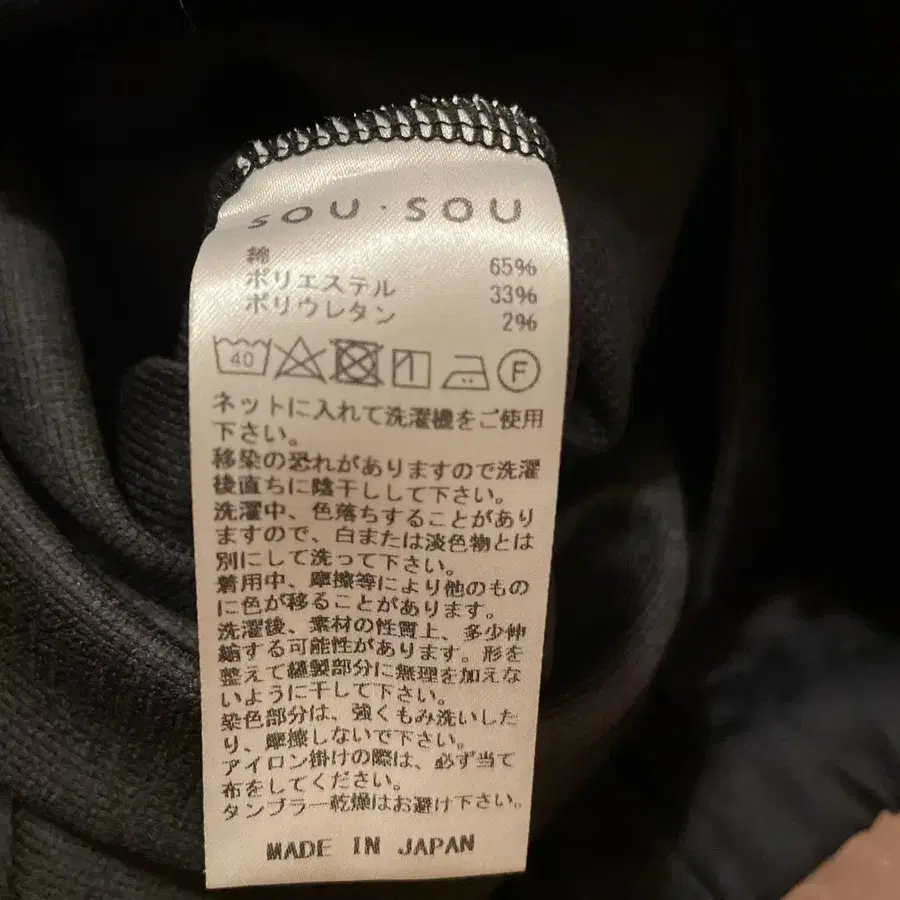 SOU・SOU
綿 65%
ポリエステル 33%
ポリウレタン 2%
40 F
ネットに入れて洗濯機をご使用
下さい。
移染の恐れがありますので洗濯
後直ちに陰干しして下さい。
洗濯中、色落ちすることがあり
ますので、白または淡色物とは
別にして洗って下さい。
着用中、摩擦等により他のもの
に色が移ることがあります。
洗濯後、素材の性質上、多少伸
縮する可能性があります。形を
整えて縫製部分に無理を加えな
いように干して下さい。
染色部分は、強くもみ洗いした
り、摩擦しないで下さい。
アイロン掛けの際は、必ず当て
布をしてください。
タンブラー乾燥はお避け下さい。
MADE IN JAPAN